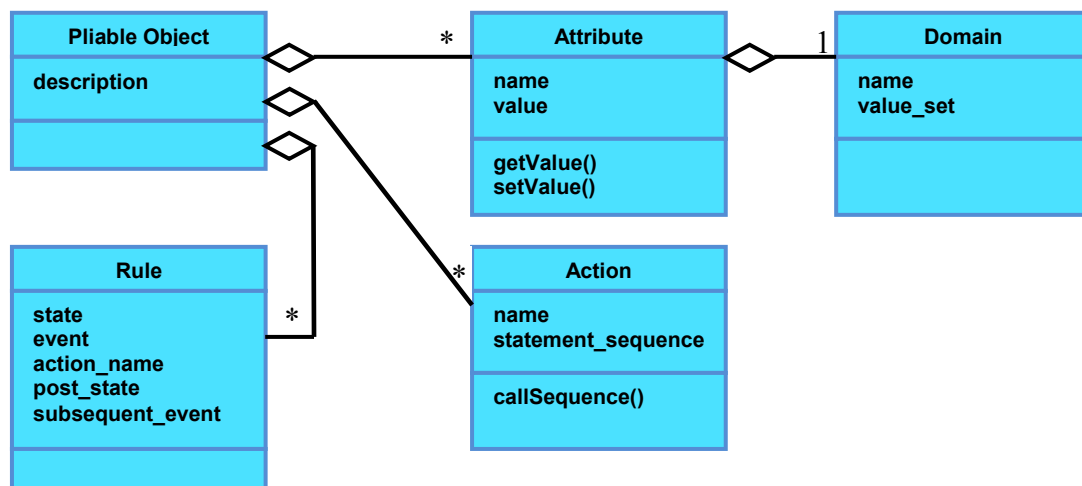 Pliable Object
description
*
Attribute
name
value
getValue()
setValue()
1
Domain
name
value_set
Rule
state
event
action_name
post_state
subsequent_event
*
*
Action
name
statement_sequence
callSequence()